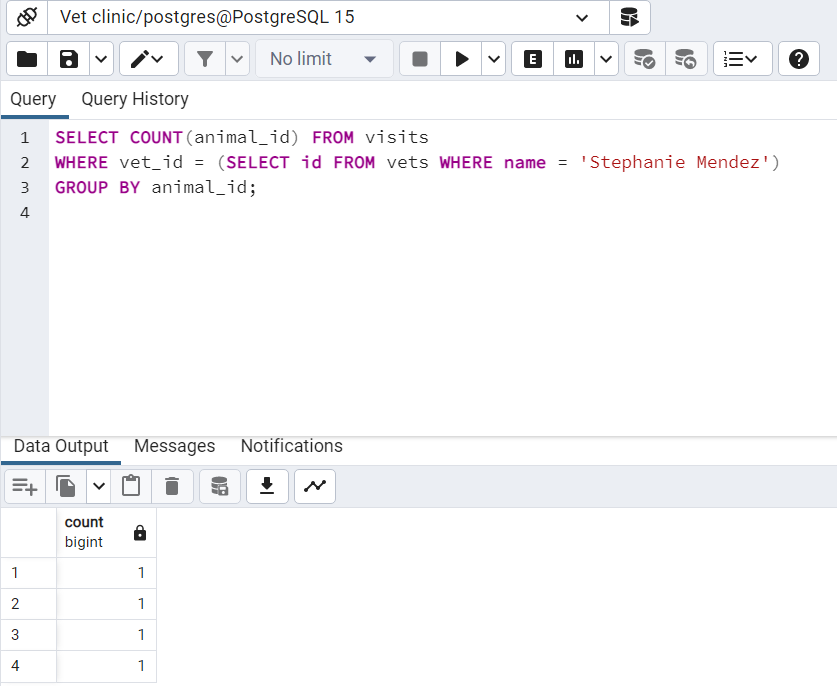 Vet clinic/postgres@PostgreSQL 15
No limit
E
Query Query History
1 SELECT COUNT(animal_id) FROM visits
2 WHERE vet_id = (SELECT id FROM vets WHERE name = 'Stephanie Mendez')
3 GROUP BY animal_id;
4
Data Output Messages Notifications
count
bigint
1 1
2 1
3 1
4 1